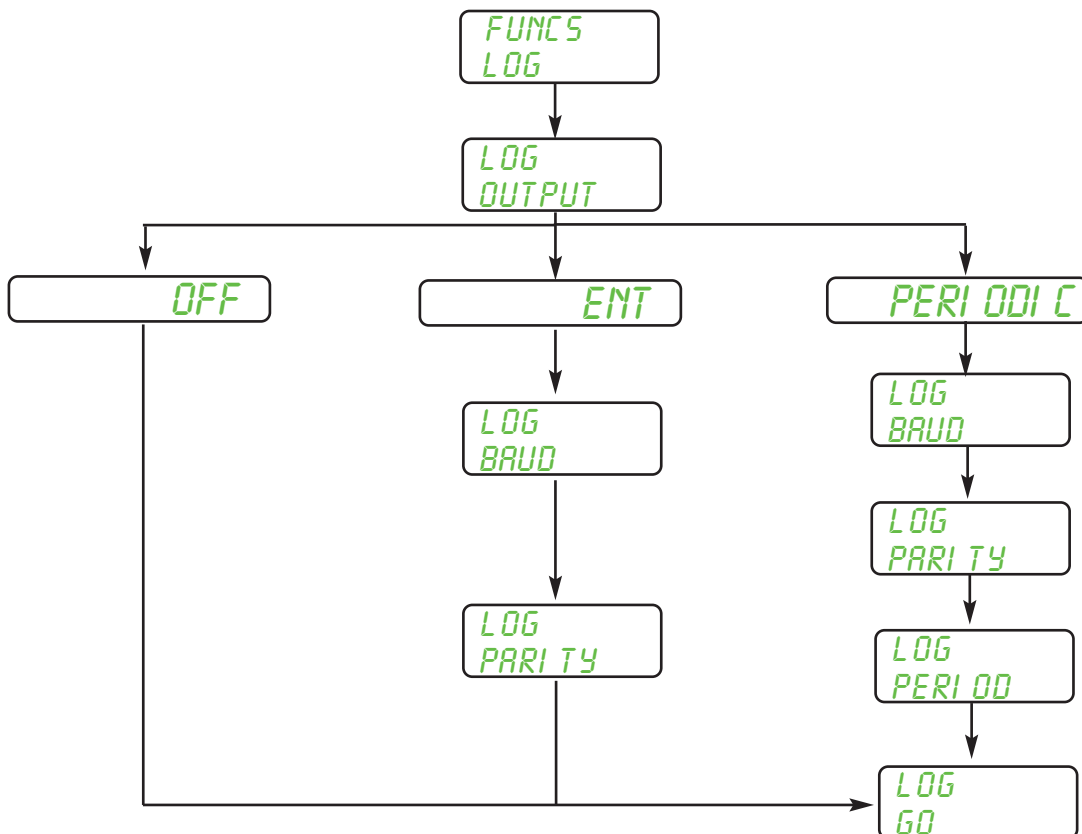 FUNCS
LOG
LOG
OUTPUT
OFF
ENT
PERIODIC
LOG
BAUD
LOG
BAUD
LOG
PARITY
LOG
PARITY
LOG
PERIOD
LOG
GO